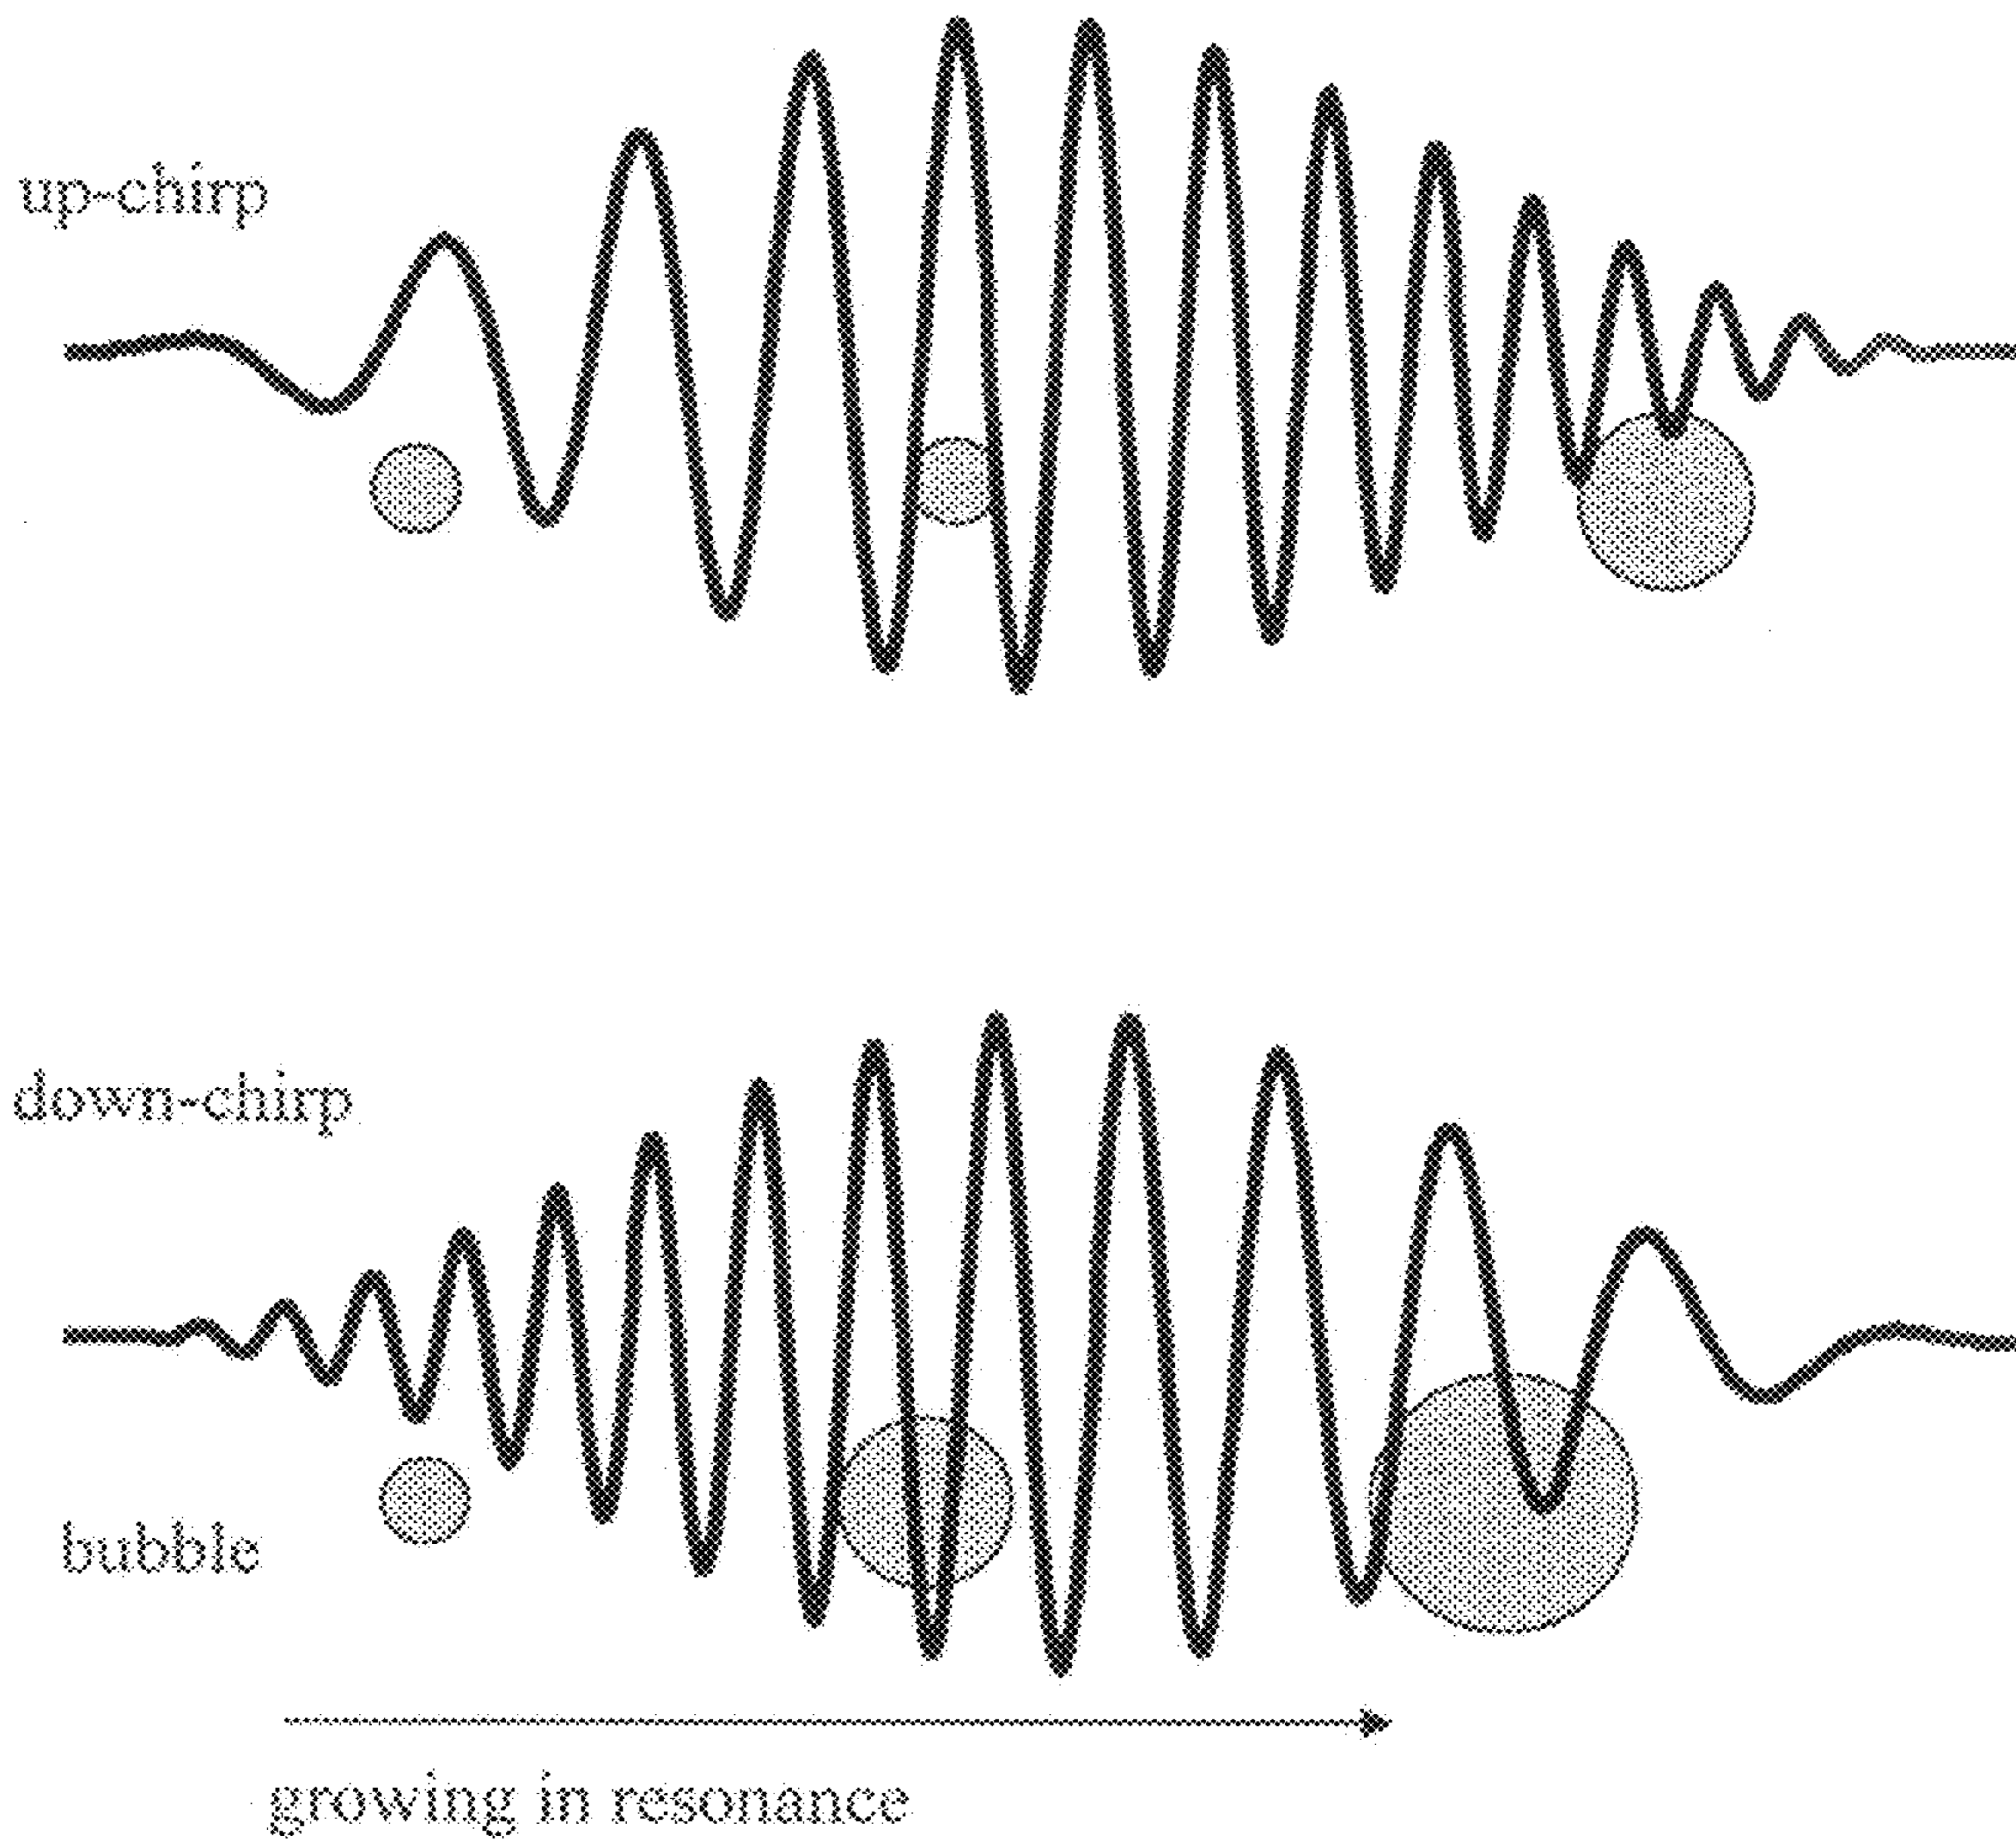 up-chirp
down-chirp
bubble
growing in resonance